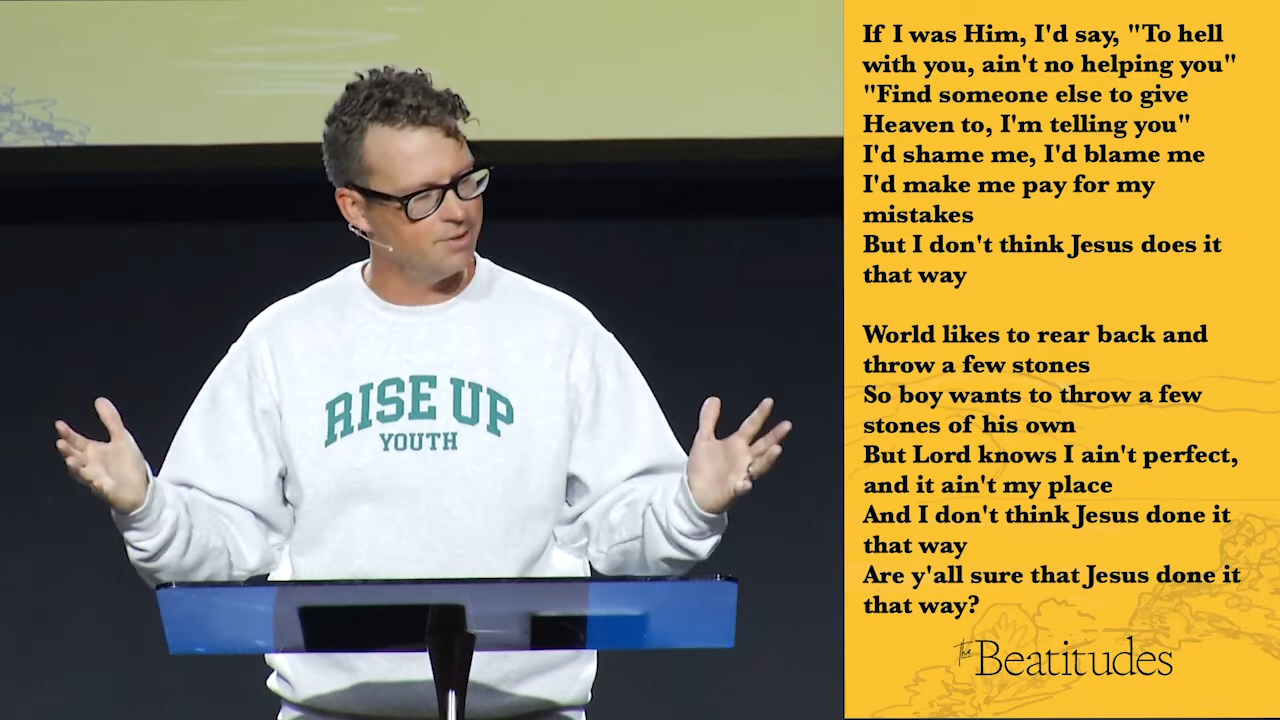 RISE UP
YOUTH
If I was Him, I'd say, "To hell
with you, ain't no helping you"
"Find someone else to give
Heaven to, I'm telling you"
I'd shame me, I'd blame me
I'd make me pay for my
mistakes
But I don't think Jesus does it
that way
World likes to rear back and
throw a few stones
So boy wants to throw a few
stones of his own
But Lord knows I ain't perfect,
and it ain't my place
And I don't think Jesus done it
that way
Are y'all sure that Jesus done it
that way?
the Beatitudes